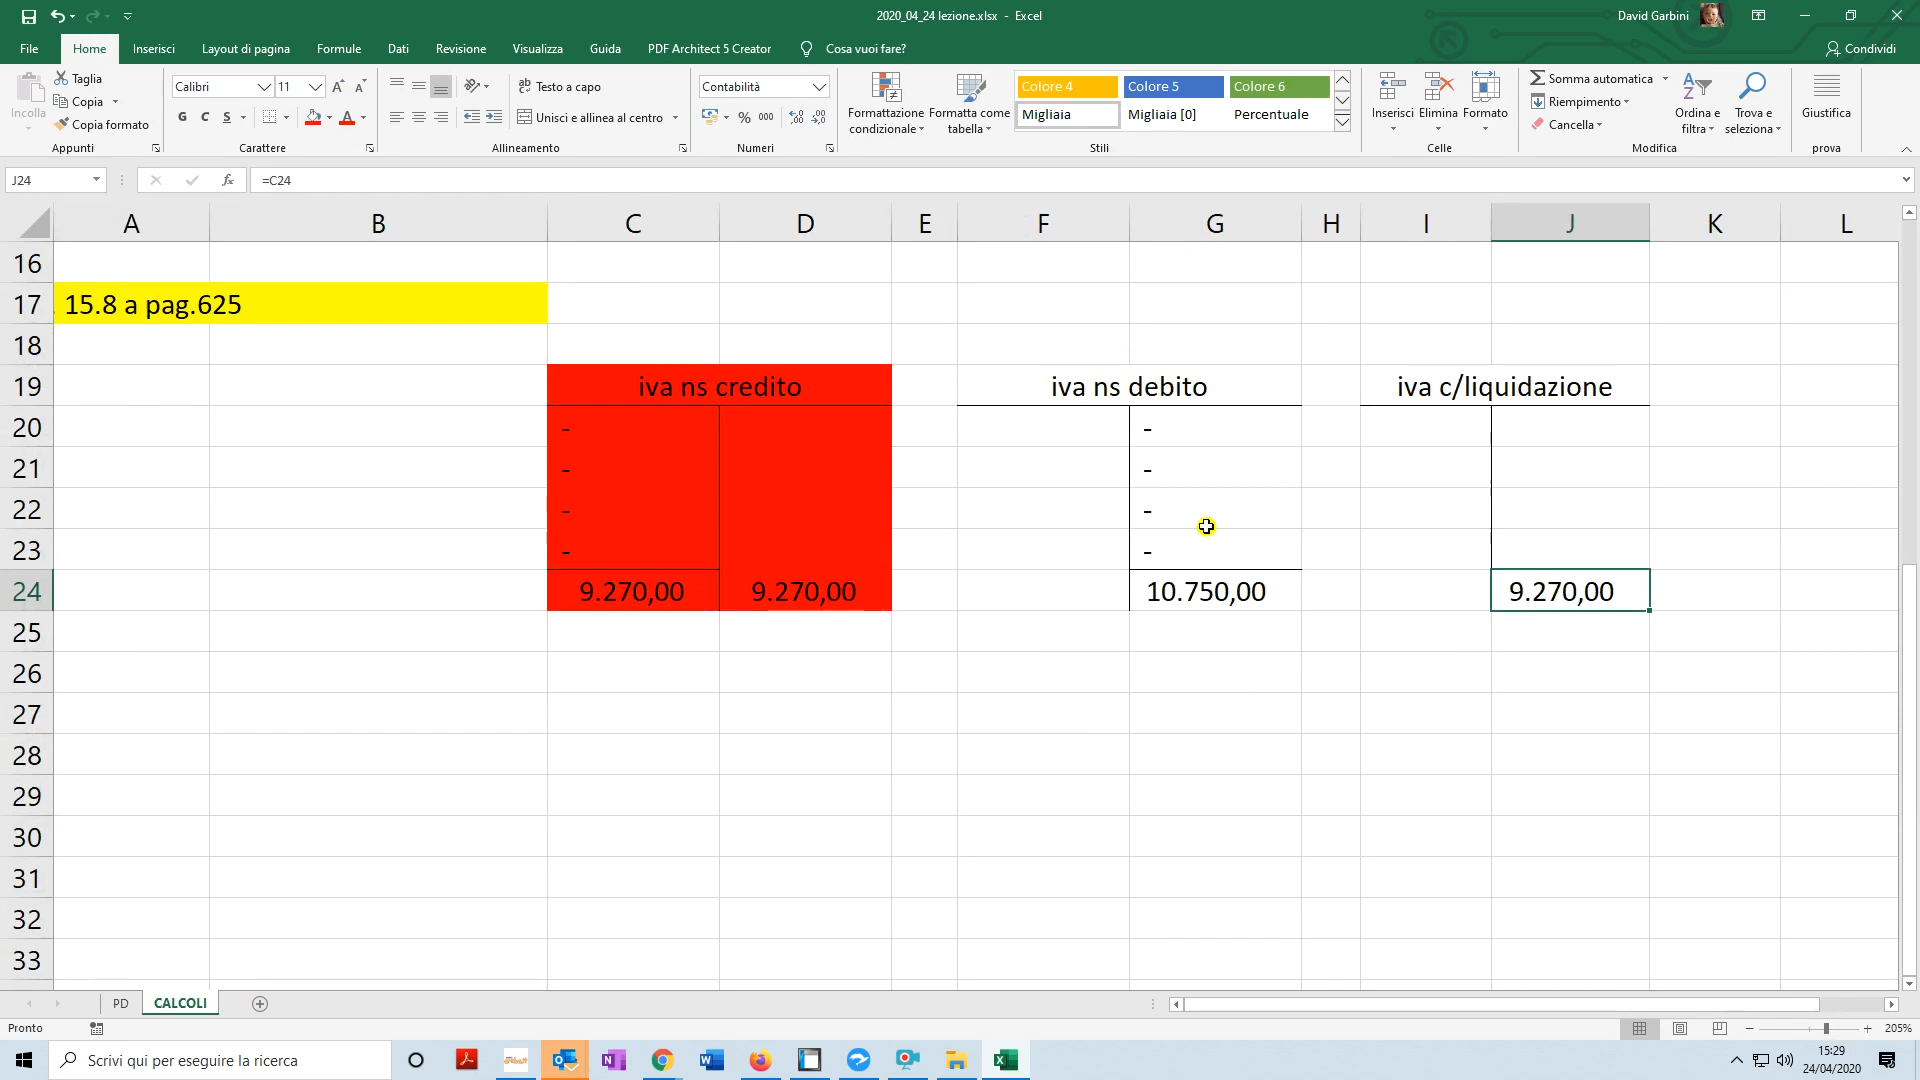 2020_04_24 lezione.xlsx - Excel
David Garbini
File Home Inserisci Layout di pagina Formule Dati Revisione Visualizza Guida PDF Architect 5 Creator Cosa vuoi fare? Condividi
Incolla
Taglia
Copia
Copia formato
Appunti
Calibri 11
G C S
Carattere
Testo a capo
Unisci e allinea al centro
Allineamento
Contabilità
% 000
Numeri
Formattazione condizionale
Formatta come tabella
Colore 4 Colore 5 Colore 6
Migliaia Migliaia [0] Percentuale
Stili
Inserisci Elimina Formato
Celle
Somma automatica
Riempimento
Cancella
Ordina e filtra
Trova e seleziona
Modifica
Giustifica
prova
J24 fx =C24
A B C D E F G H I J K L
16
17 15.8 a pag.625
18
19 iva ns credito iva ns debito iva c/liquidazione
20 - -
21 - -
22 - -
23 - -
24 9.270,00 9.270,00 10.750,00 9.270,00
25
26
27
28
29
30
31
32
33
PD CALCOLI
Pronto 205%
Scrivi qui per eseguire la ricerca
15:29
24/04/2020